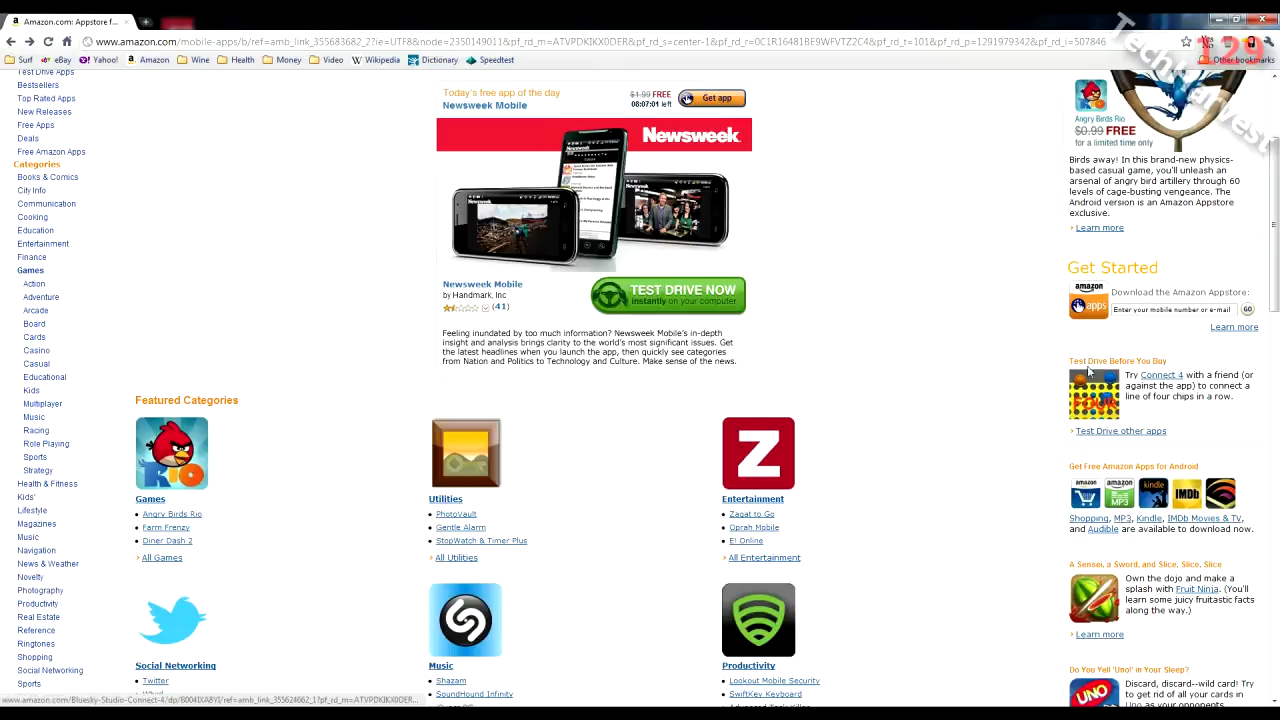 Amazon.com: Appstore f...
www.amazon.com/mobile-apps/b/ref=amb_link_355683682_2?ie=UTF8&node=2350149011&pf_rd_m=ATVPDKIKX0DER&pf_rd_s=center-1&pf_rd_r=0C1R16481BE9WFVTZ2C4&pf_rd_t=101&pf_rd_p=1291979342&pf_rd_i=507846
Surf
eBay
Yahoo!
Amazon
Wine
Health
Money
Video
Wikipedia
Dictionary
Speedtest
Other bookmarks
TechHarvest
129
Test Drive Apps
Bestsellers
Top Rated Apps
New Releases
Free Apps
Deals
Free Amazon Apps
Categories
Books & Comics
City Info
Communication
Cooking
Education
Entertainment
Finance
Games
Action
Adventure
Arcade
Board
Cards
Casino
Casual
Educational
Kids
Multiplayer
Music
Racing
Role Playing
Sports
Strategy
Health & Fitness
Kids'
Lifestyle
Magazines
Music
Navigation
News & Weather
Novelty
Photography
Productivity
Real Estate
Reference
Ringtones
Shopping
Social Networking
Sports
Today's free app of the day
Newsweek Mobile
$1.99 FREE
08:07:01 left
Get app
Newsweek
Newsweek Mobile
by Handmark, Inc
(41)
TEST DRIVE NOW
instantly on your computer
Feeling inundated by too much information? Newsweek Mobile's in-depth
insight and analysis brings clarity to the world's most significant issues. Get
the latest headlines when you launch the app, then quickly see categories
from Nation and Politics to Technology and Culture. Make sense of the news.
Featured Categories
RIO
Games
Angry Birds Rio
Farm Frenzy
Diner Dash 2
› All Games
Utilities
PhotoVault
Gentle Alarm
StopWatch & Timer Plus
› All Utilities
Z
Entertainment
Zagat to Go
Oprah Mobile
E! Online
› All Entertainment
Social Networking
Twitter
Music
Shazam
SoundHound Infinity
Productivity
Lookout Mobile Security
SwiftKey Keyboard
Angry Birds Rio
$0.99 FREE
for a limited time only
Birds away! In this brand-new physics-
based casual game, you'll unleash an
arsenal of angry bird artillery through 60
levels of cage-busting vengeance. The
Android version is an Amazon Appstore
exclusive.
› Learn more
Get Started
amazon
apps
Download the Amazon Appstore:
Enter your mobile number or e-mail
GO
Learn more
Test Drive Before You Buy
Try Connect 4 with a friend (or
against the app) to connect a
line of four chips in a row.
› Test Drive other apps
Get Free Amazon Apps for Android
amazon
amazon
MP3
kindle
IMDb
Shopping, MP3, Kindle, IMDb Movies & TV,
and Audible are available to download now.
A Sensei, a Sword, and Slice, Slice, Slice
Own the dojo and make a
splash with Fruit Ninja. (You'll
learn some juicy fruitastic facts
along the way.)
› Learn more
Do You Yell 'Uno!' in Your Sleep?
UNO
Discard, discard--wild card! Try
to get rid of all your cards in
Uno as your opponents